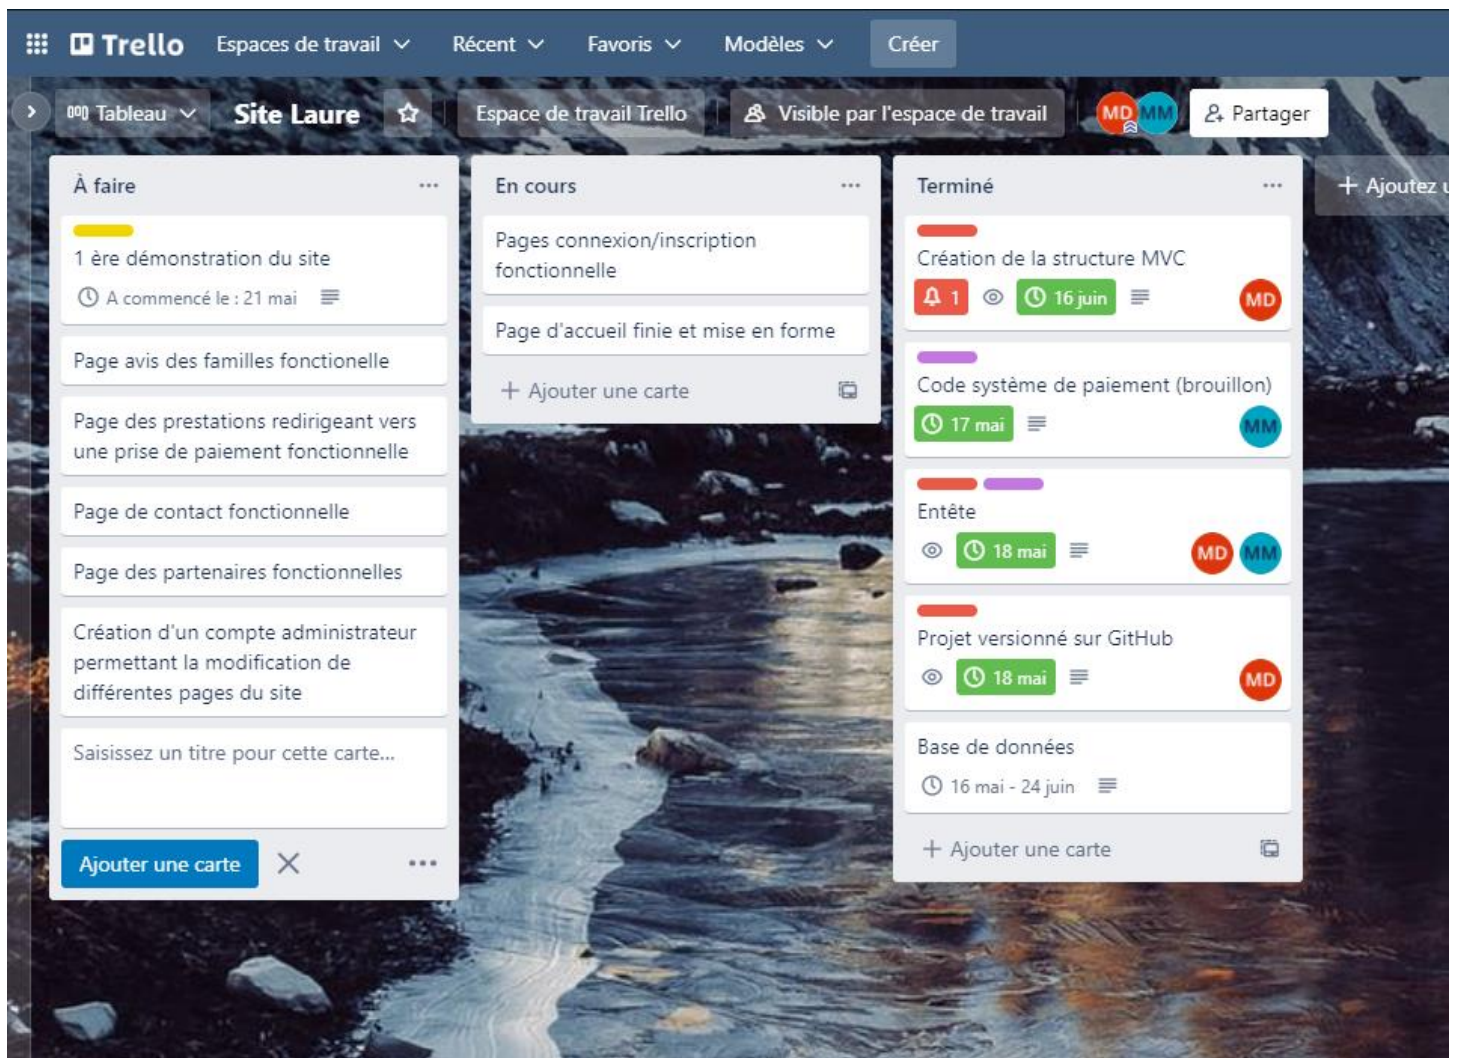 Trello Espaces de travail Récent Favoris Modèles Créer
Tableau Site Laure Espace de travail Trello Visible par l'espace de travail MD MM Partager
À faire
1 ère démonstration du site
A commencé le : 21 mai
Page avis des familles fonctionelle
Page des prestations redirigeant vers
une prise de paiement fonctionnelle
Page de contact fonctionnelle
Page des partenaires fonctionnelles
Création d'un compte administrateur
permettant la modification de
différentes pages du site
Saisissez un titre pour cette carte...
Ajouter une carte
En cours
Pages connexion/inscription
fonctionnelle
Page d'accueil finie et mise en forme
+ Ajouter une carte
Terminé
Création de la structure MVC
1 16 juin MD
Code système de paiement (brouillon)
17 mai MM
Entête
18 mai MD MM
Projet versionné sur GitHub
18 mai MD
Base de données
16 mai - 24 juin
+ Ajouter une carte
+ Ajoutez